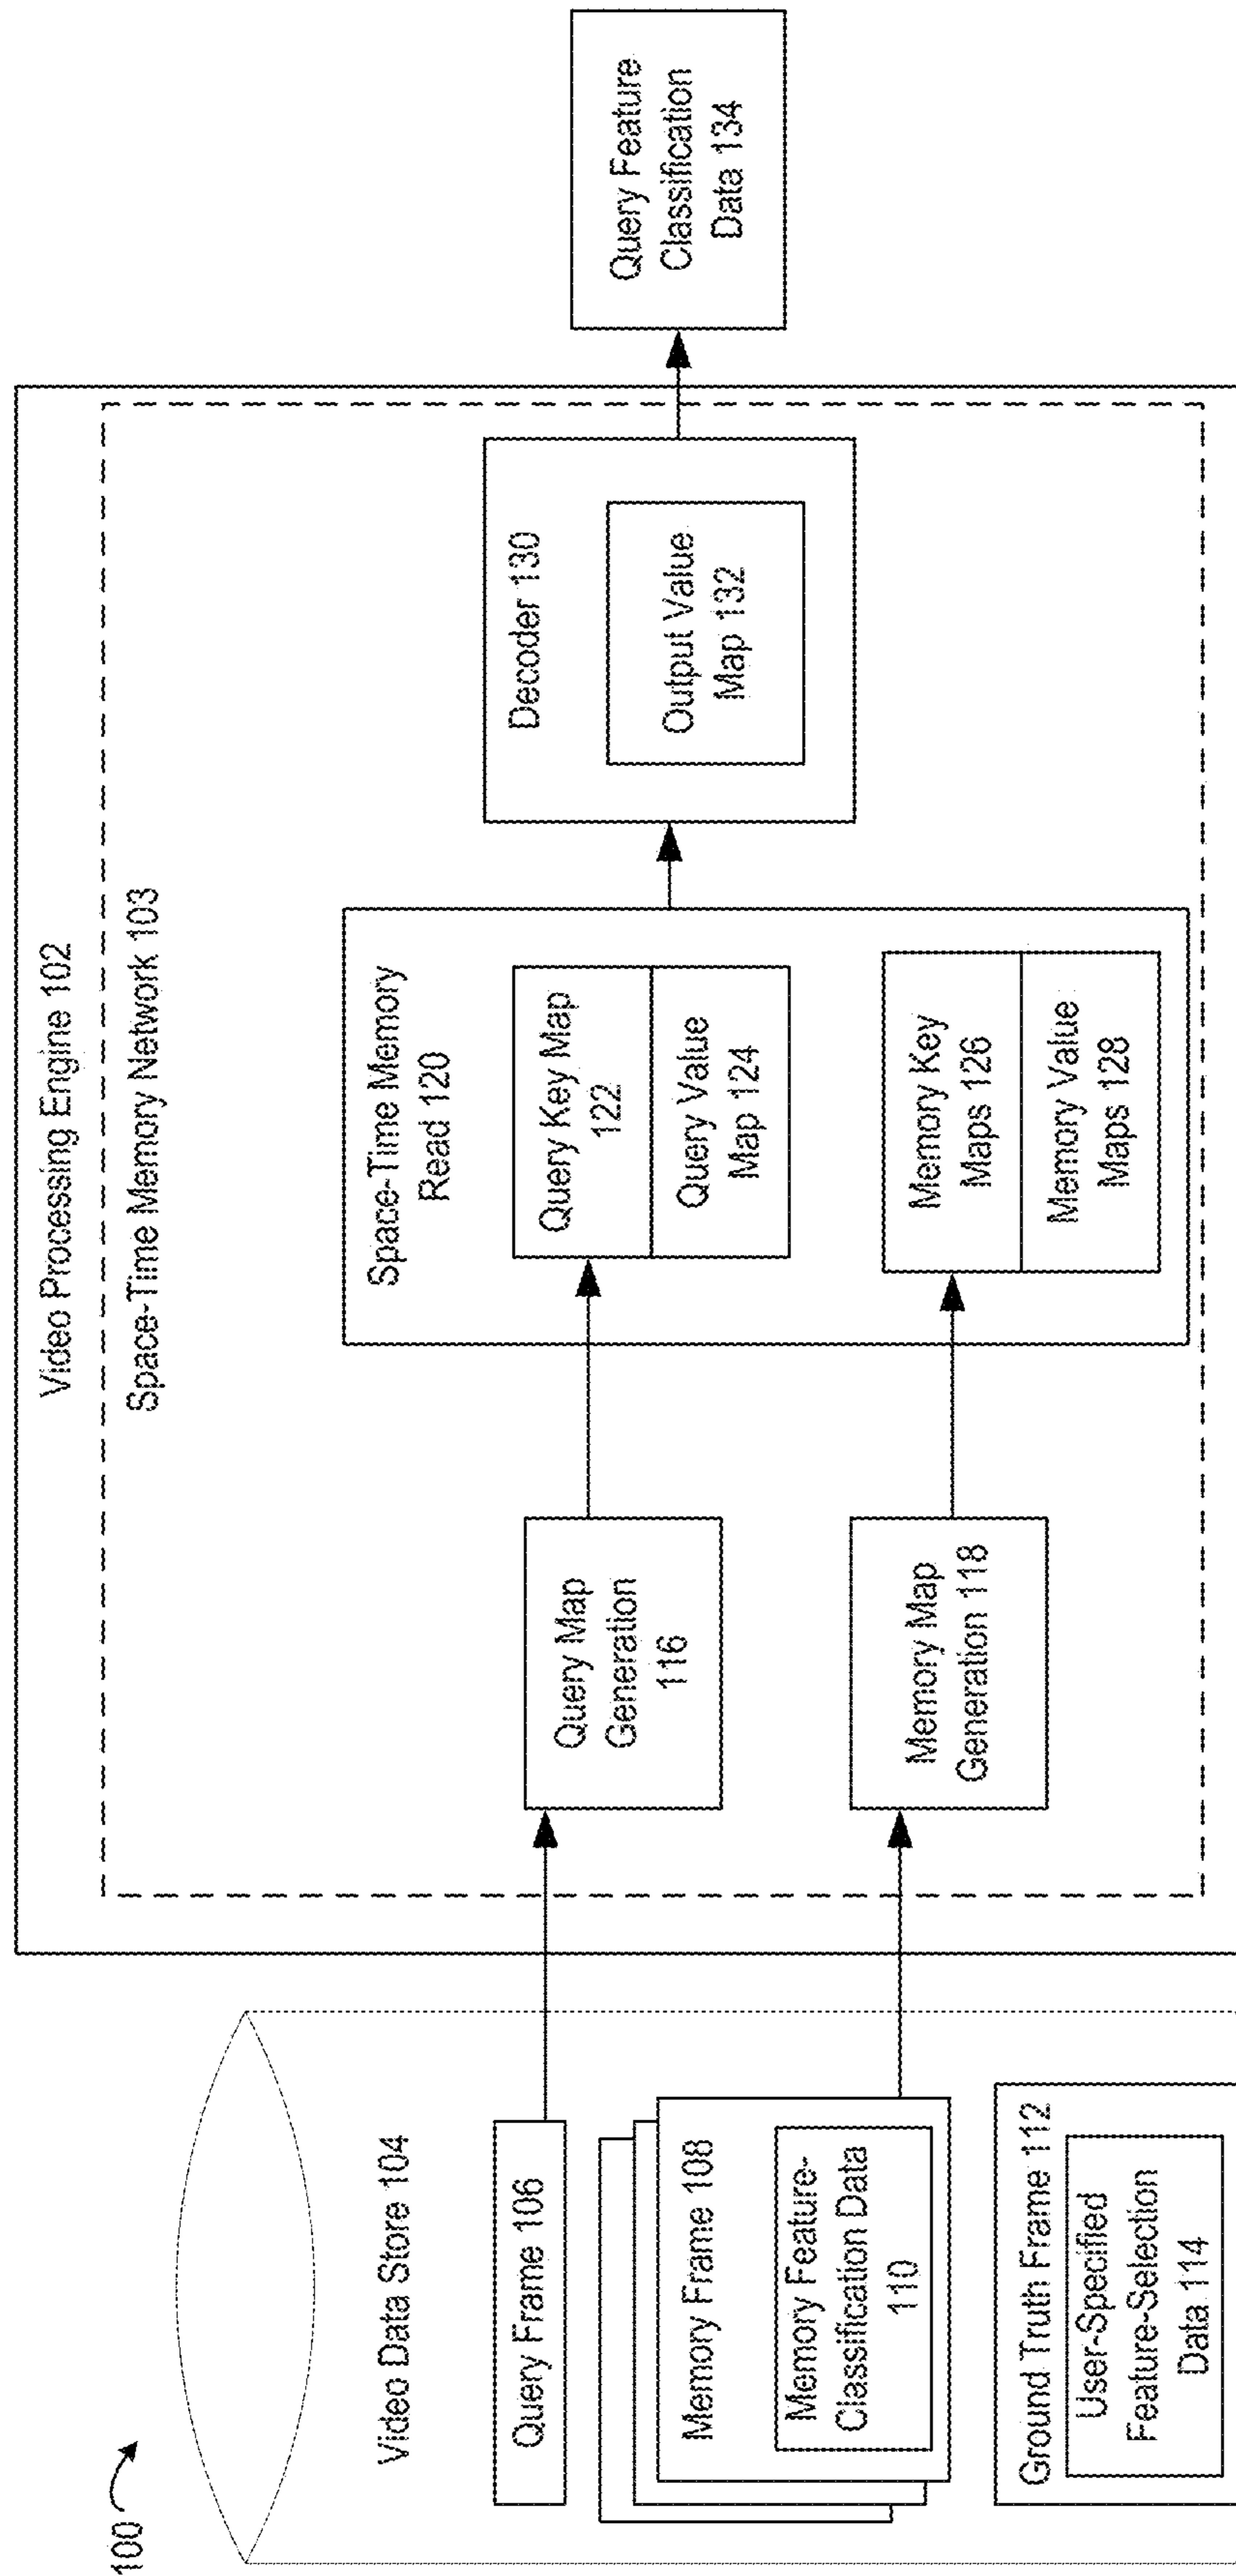 100
Video Data Store 104
Query Frame 106
Memory Frame 108
Memory Feature-
Classification Data
110
Ground Truth Frame 112
User-Specified
Feature-Selection
Data 114
Video Processing Engine 102
Space-Time Memory Network 103
Query Map
Generation
116
Memory Map
Generation 118
Space-Time Memory
Read 120
Query Key Map
122
Query Value
Map 124
Memory Key
Maps 126
Memory Value
Maps 128
Decoder 130
Output Value
Map 132
Query Feature
Classification
Data 134